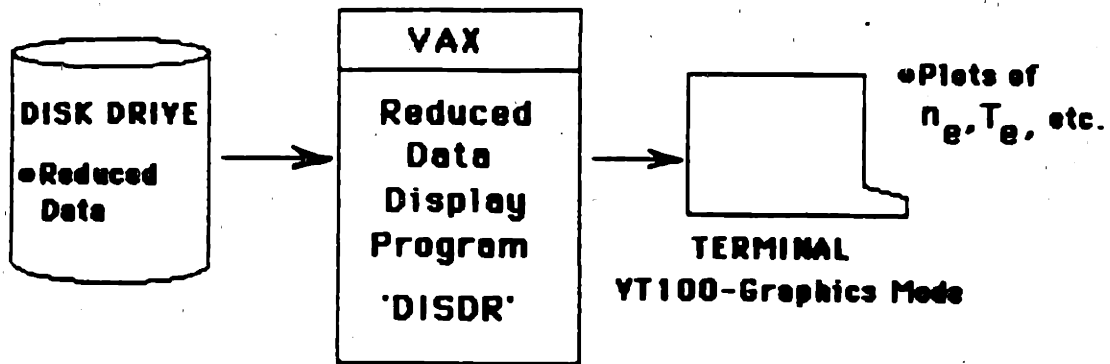 DISK DRIVE
•Reduced
Data
VAX
Reduced
Data
Display
Program
'DISDR'
TERMINAL
VT100-Graphics Mode
•Plots of
nₑ, Tₑ, etc.